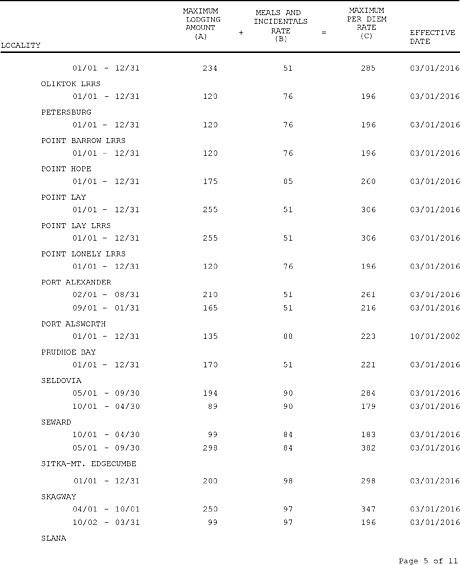 MAXIMUM MEALS AND MAXIMUM
LODGING INCIDENTALS PER DIEM
AMOUNT + RATE = RATE EFFECTIVE
LOCALITY (A) (B) (C) DATE
01/01 - 12/31 234 51 285 03/01/2016
OLIKTOK LRRS
01/01 - 12/31 120 76 196 03/01/2016
PETERSBURG
01/01 - 12/31 120 76 196 03/01/2016
POINT BARROW LRRS
01/01 - 12/31 120 76 196 03/01/2016
POINT HOPE
01/01 - 12/31 175 85 260 03/01/2016
POINT LAY
01/01 - 12/31 255 51 306 03/01/2016
POINT LAY LRRS
01/01 - 12/31 255 51 306 03/01/2016
POINT LONELY LRRS
01/01 - 12/31 120 76 196 03/01/2016
PORT ALEXANDER
02/01 - 08/31 210 51 261 03/01/2016
09/01 - 01/31 165 51 216 03/01/2016
PORT ALSWORTH
01/01 - 12/31 135 88 223 10/01/2002
PRUDHOE BAY
01/01 - 12/31 170 51 221 03/01/2016
SELDOVIA
05/01 - 09/30 194 90 284 03/01/2016
10/01 - 04/30 89 90 179 03/01/2016
SEWARD
10/01 - 04/30 99 84 183 03/01/2016
05/01 - 09/30 298 84 382 03/01/2016
SITKA-MT. EDGECUMBE
01/01 - 12/31 200 98 298 03/01/2016
SKAGWAY
04/01 - 10/01 250 97 347 03/01/2016
10/02 - 03/31 99 97 196 03/01/2016
SLANA
Page 5 of 11